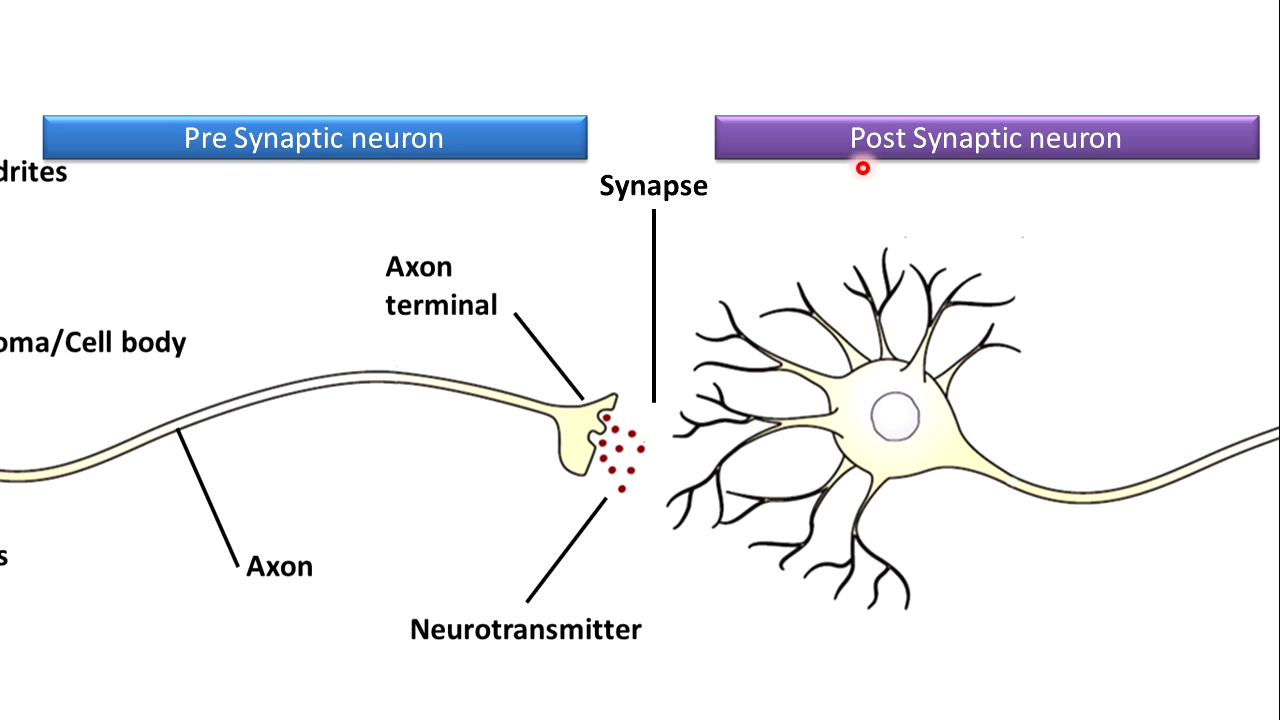 Pre Synaptic neuron
Post Synaptic neuron
drites
Synapse
Axon
terminal
oma/Cell body
s
Axon
Neurotransmitter